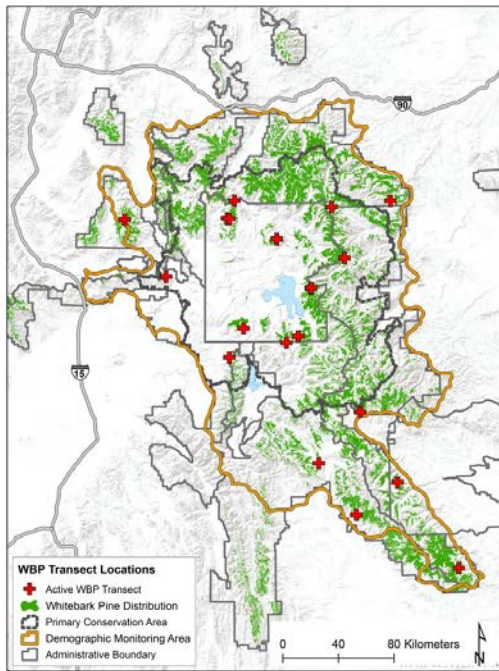 90
15
WBP Transect Locations
Active WBP Transect
Whitebark Pine Distribution
Primary Conservation Area
Demographic Monitoring Area
Administrative Boundary
0 40 80 Kilometers
N